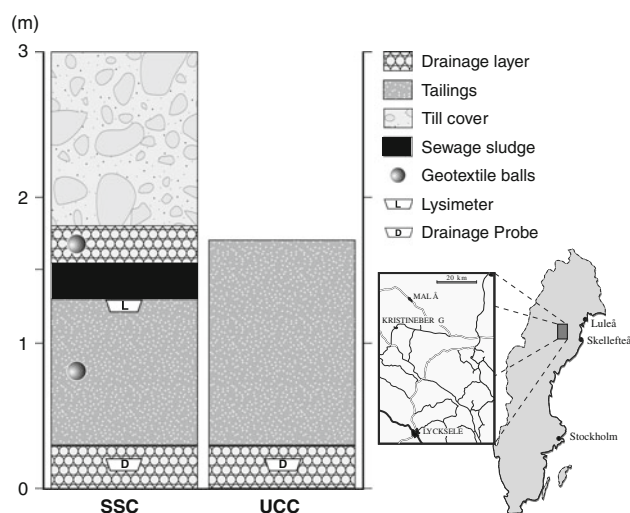 (m)
3
2
1
0
L
D
D
SSC
UCC
Drainage layer
Tailings
Till cover
Sewage sludge
Geotextile balls
L Lysimeter
D Drainage Probe
20 km
MALÅ
KRISTINEBER G
LYCKSELE
Luleå
Skellefteå
Stockholm